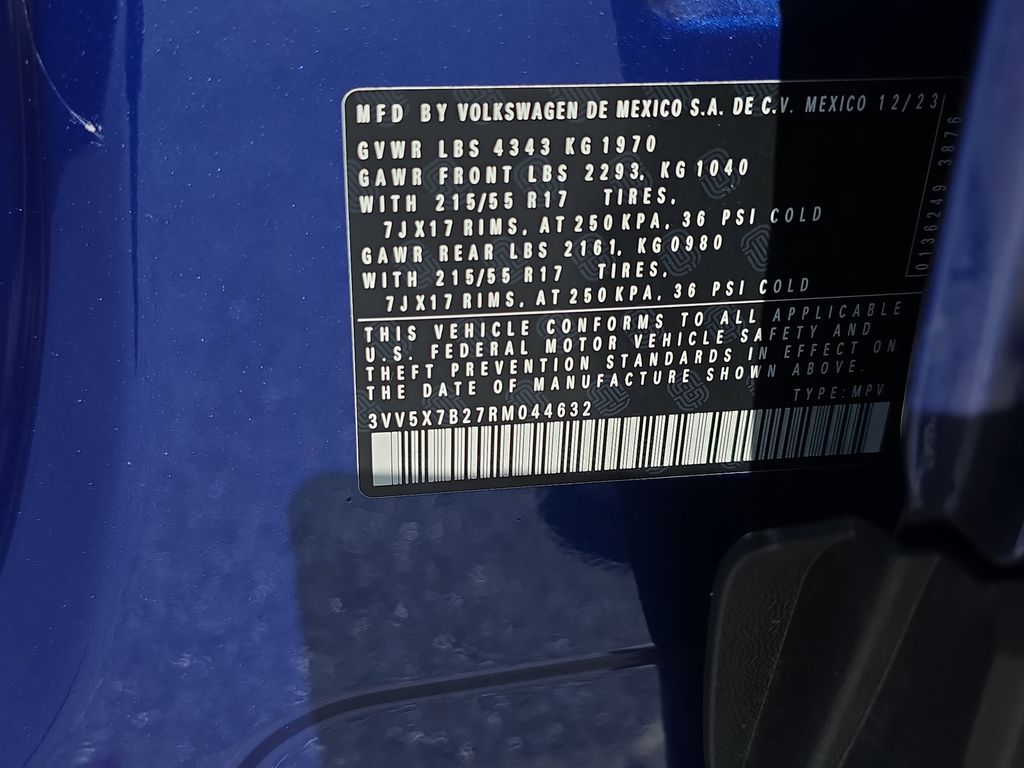 MFD BY VOLKSWAGEN DE MEXICO S.A. DE C.V. MEXICO 12/23
GVWR LBS 4343 KG 1970
GAWR FRONT LBS 2293, KG 1040
WITH 215/55 R17 TIRES,
7JX17 RIMS, AT 250 KPA, 36 PSI COLD
GAWR REAR LBS 2161, KG 0980
WITH 215/55 R17 TIRES,
7JX17 RIMS, AT 250 KPA, 36 PSI COLD
0136249 3876
THIS VEHICLE CONFORMS TO ALL APPLICABLE
U.S. FEDERAL MOTOR VEHICLE SAFETY AND
THEFT PREVENTION STANDARDS IN EFFECT ON
THE DATE OF MANUFACTURE SHOWN ABOVE.
TYPE: MPV
3VV5X7B27RM044632